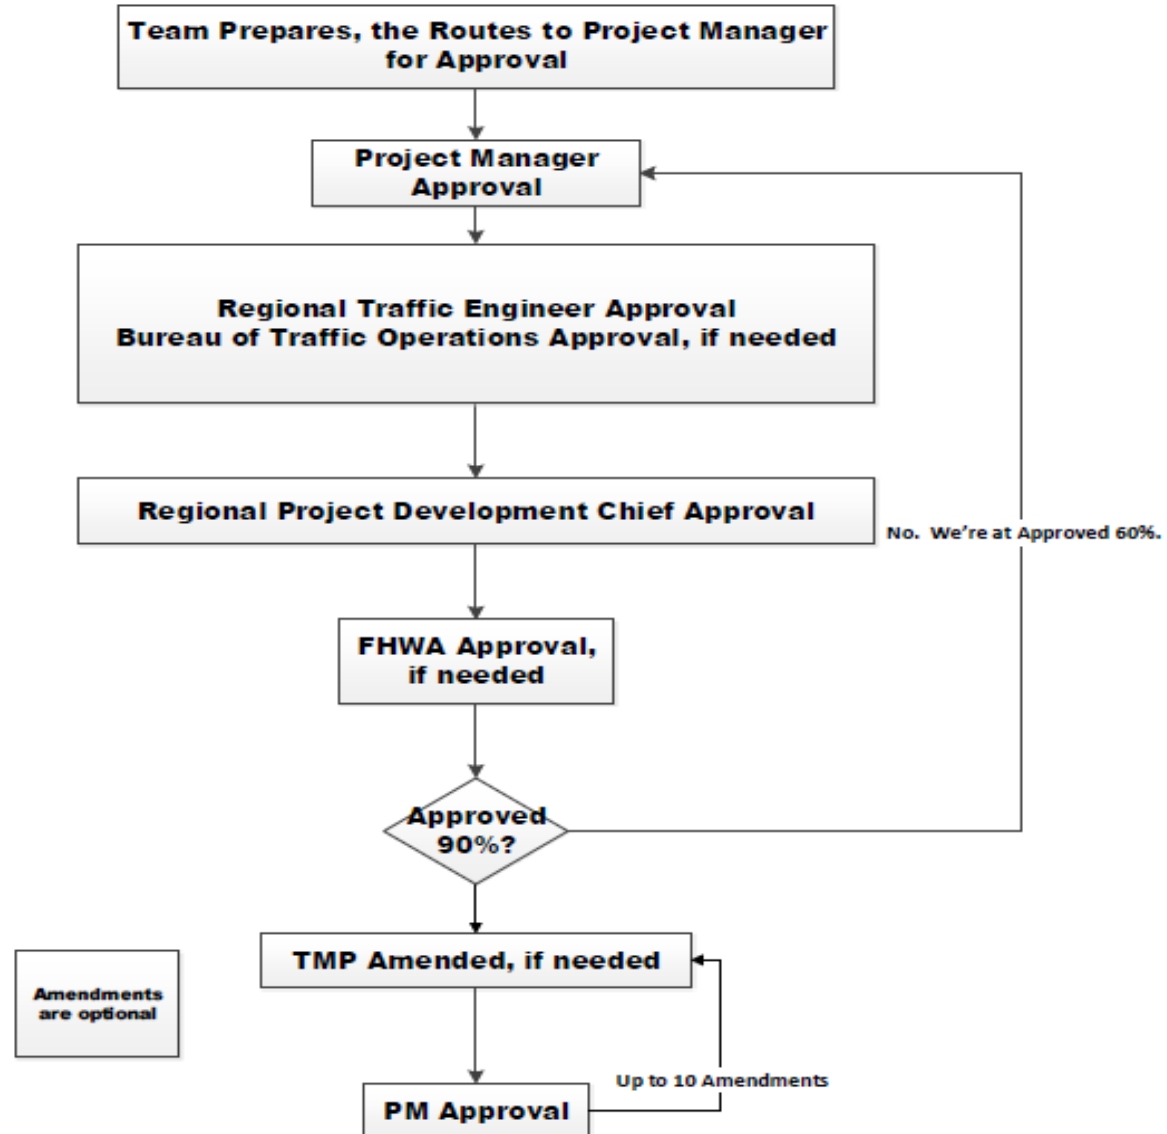 Team Prepares, the Routes to Project Manager
for Approval
Project Manager
Approval
Regional Traffic Engineer Approval
Bureau of Traffic Operations Approval, if needed
Regional Project Development Chief Approval
No. We're at Approved 60%.
FHWA Approval,
if needed
Approved
90%?
TMP Amended, if needed
Amendments
are optional
Up to 10 Amendments
PM Approval